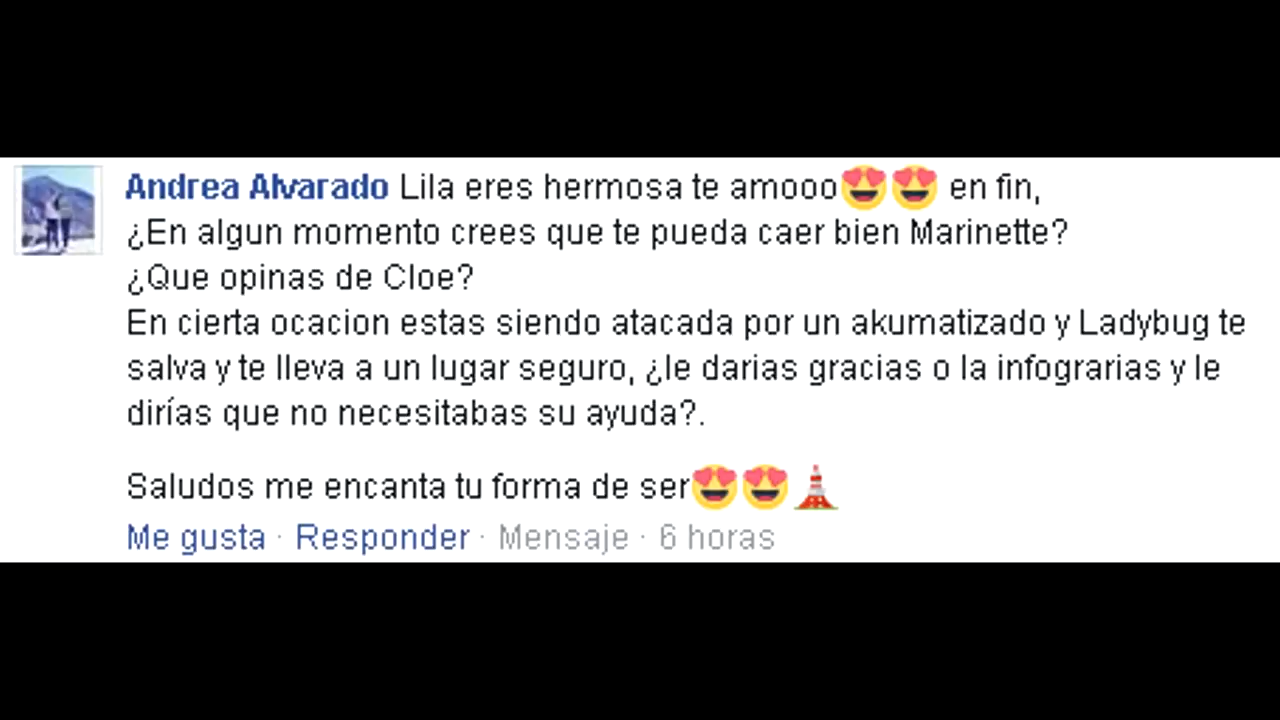 Andrea Alvarado Lila eres hermosa te amooo😍😍 en fin,
¿En algun momento crees que te pueda caer bien Marinette?
¿Que opinas de Cloe?
En cierta ocacion estas siendo atacada por un akumatizado y Ladybug te
salva y te lleva a un lugar seguro, ¿le darias gracias o la infograrias y le
dirías que no necesitabas su ayuda?.
Saludos me encanta tu forma de ser😍😍🗼
Me gusta · Responder · Mensaje · 6 horas